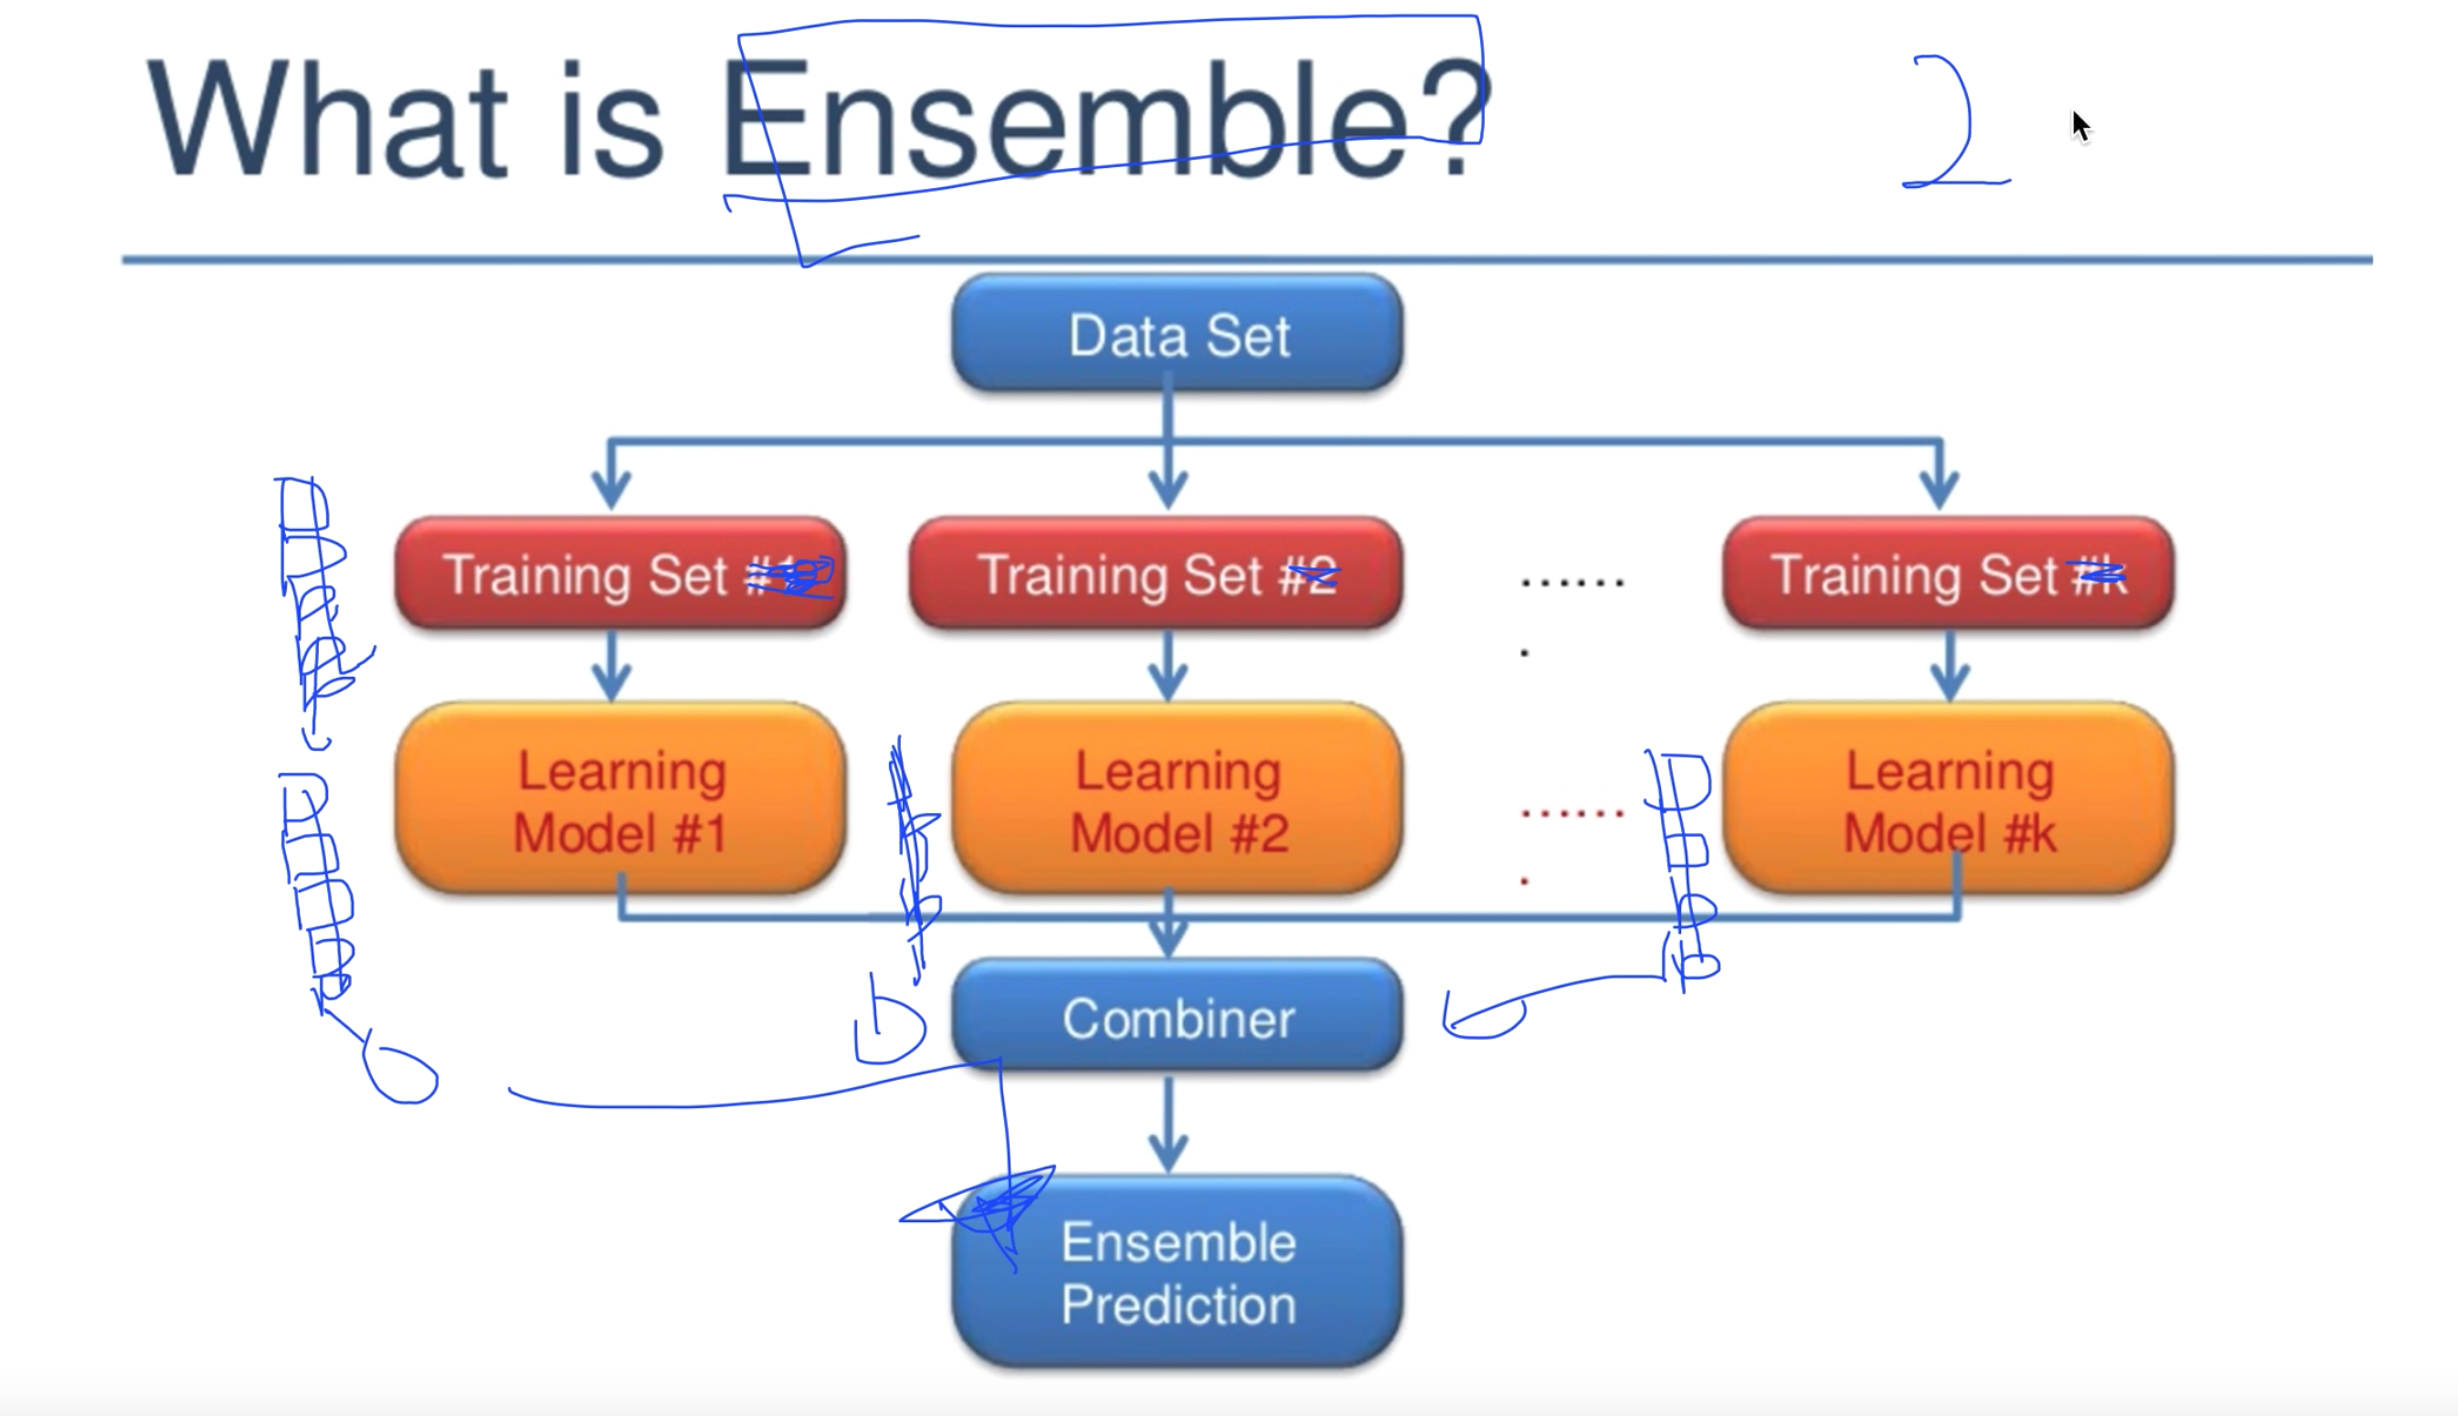 What is Ensemble?
2
Data Set
Training Set #1
Training Set #2
......
.
Training Set #k
Learning
Model #1
Learning
Model #2
......
.
Learning
Model #k
Combiner
Ensemble
Prediction